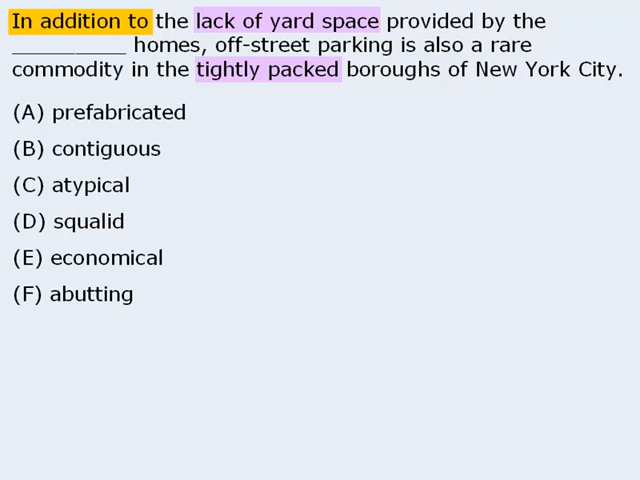 In addition to the lack of yard space provided by the
___________ homes, off-street parking is also a rare
commodity in the tightly packed boroughs of New York City.
(A) prefabricated
(B) contiguous
(C) atypical
(D) squalid
(E) economical
(F) abutting